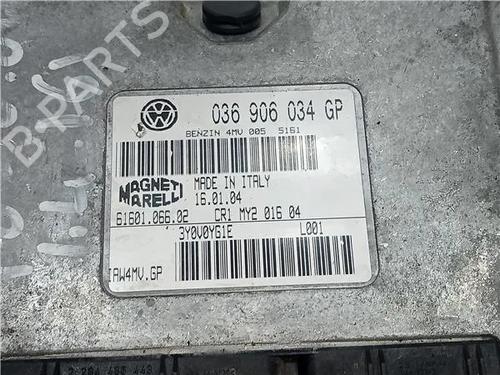 B-PARTS
036 906 034 GP
BENZIN 4MV 005 5161
MAGNETI MARELLI
MADE IN ITALY
16.01.04
61601.066.02 CR1 MY2 016 04
3Y0V0YG1E L001
IAW4MV.GP